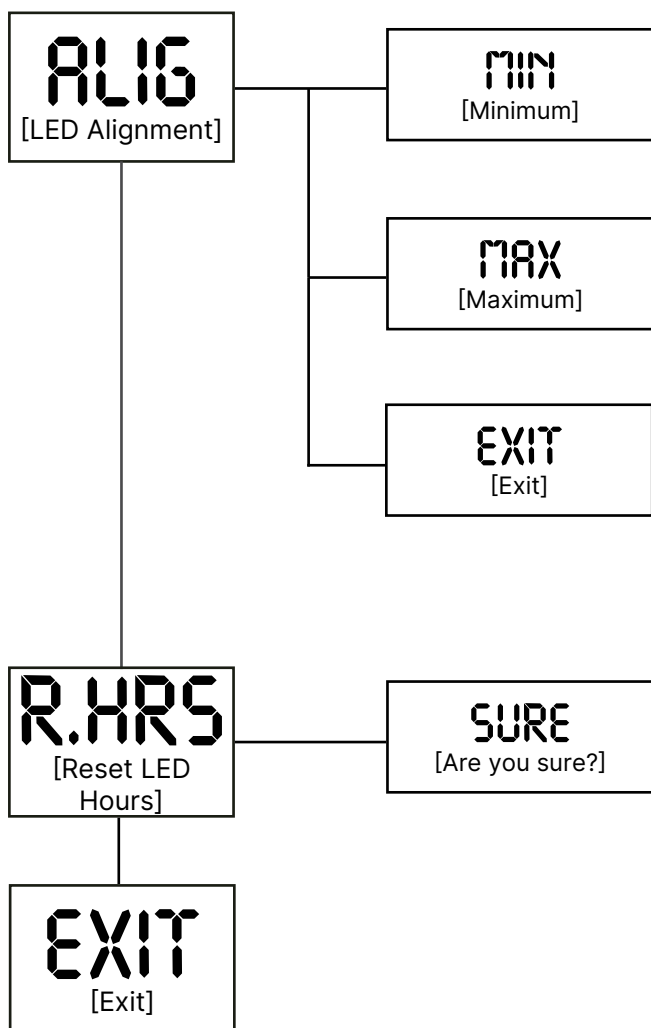 ALIG
[LED Alignment]
MIN
[Minimum]
MAX
[Maximum]
EXIT
[Exit]
R.HRS
[Reset LED
Hours]
SURE
[Are you sure?]
EXIT
[Exit]